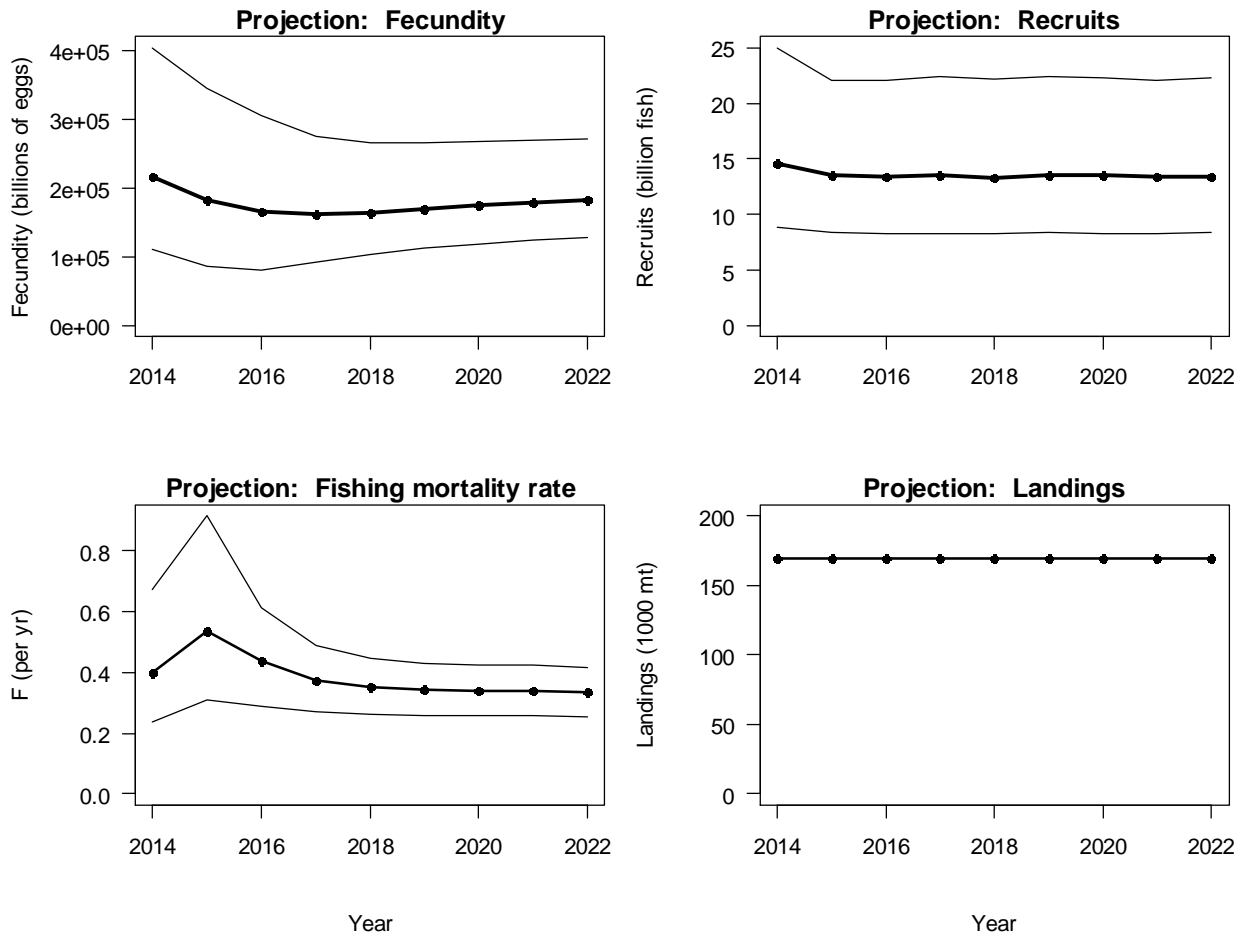 Projection: Fecundity
Fecundity (billions of eggs)
4e+05
3e+05
2e+05
1e+05
0e+00
2014 2016 2018 2020 2022
Projection: Recruits
Recruits (billion fish)
25
20
15
10
5
0
2014 2016 2018 2020 2022
Projection: Fishing mortality rate
F (per yr)
0.8
0.6
0.4
0.2
0.0
2014 2016 2018 2020 2022
Year
Projection: Landings
Landings (1000 mt)
200
150
100
50
0
2014 2016 2018 2020 2022
Year